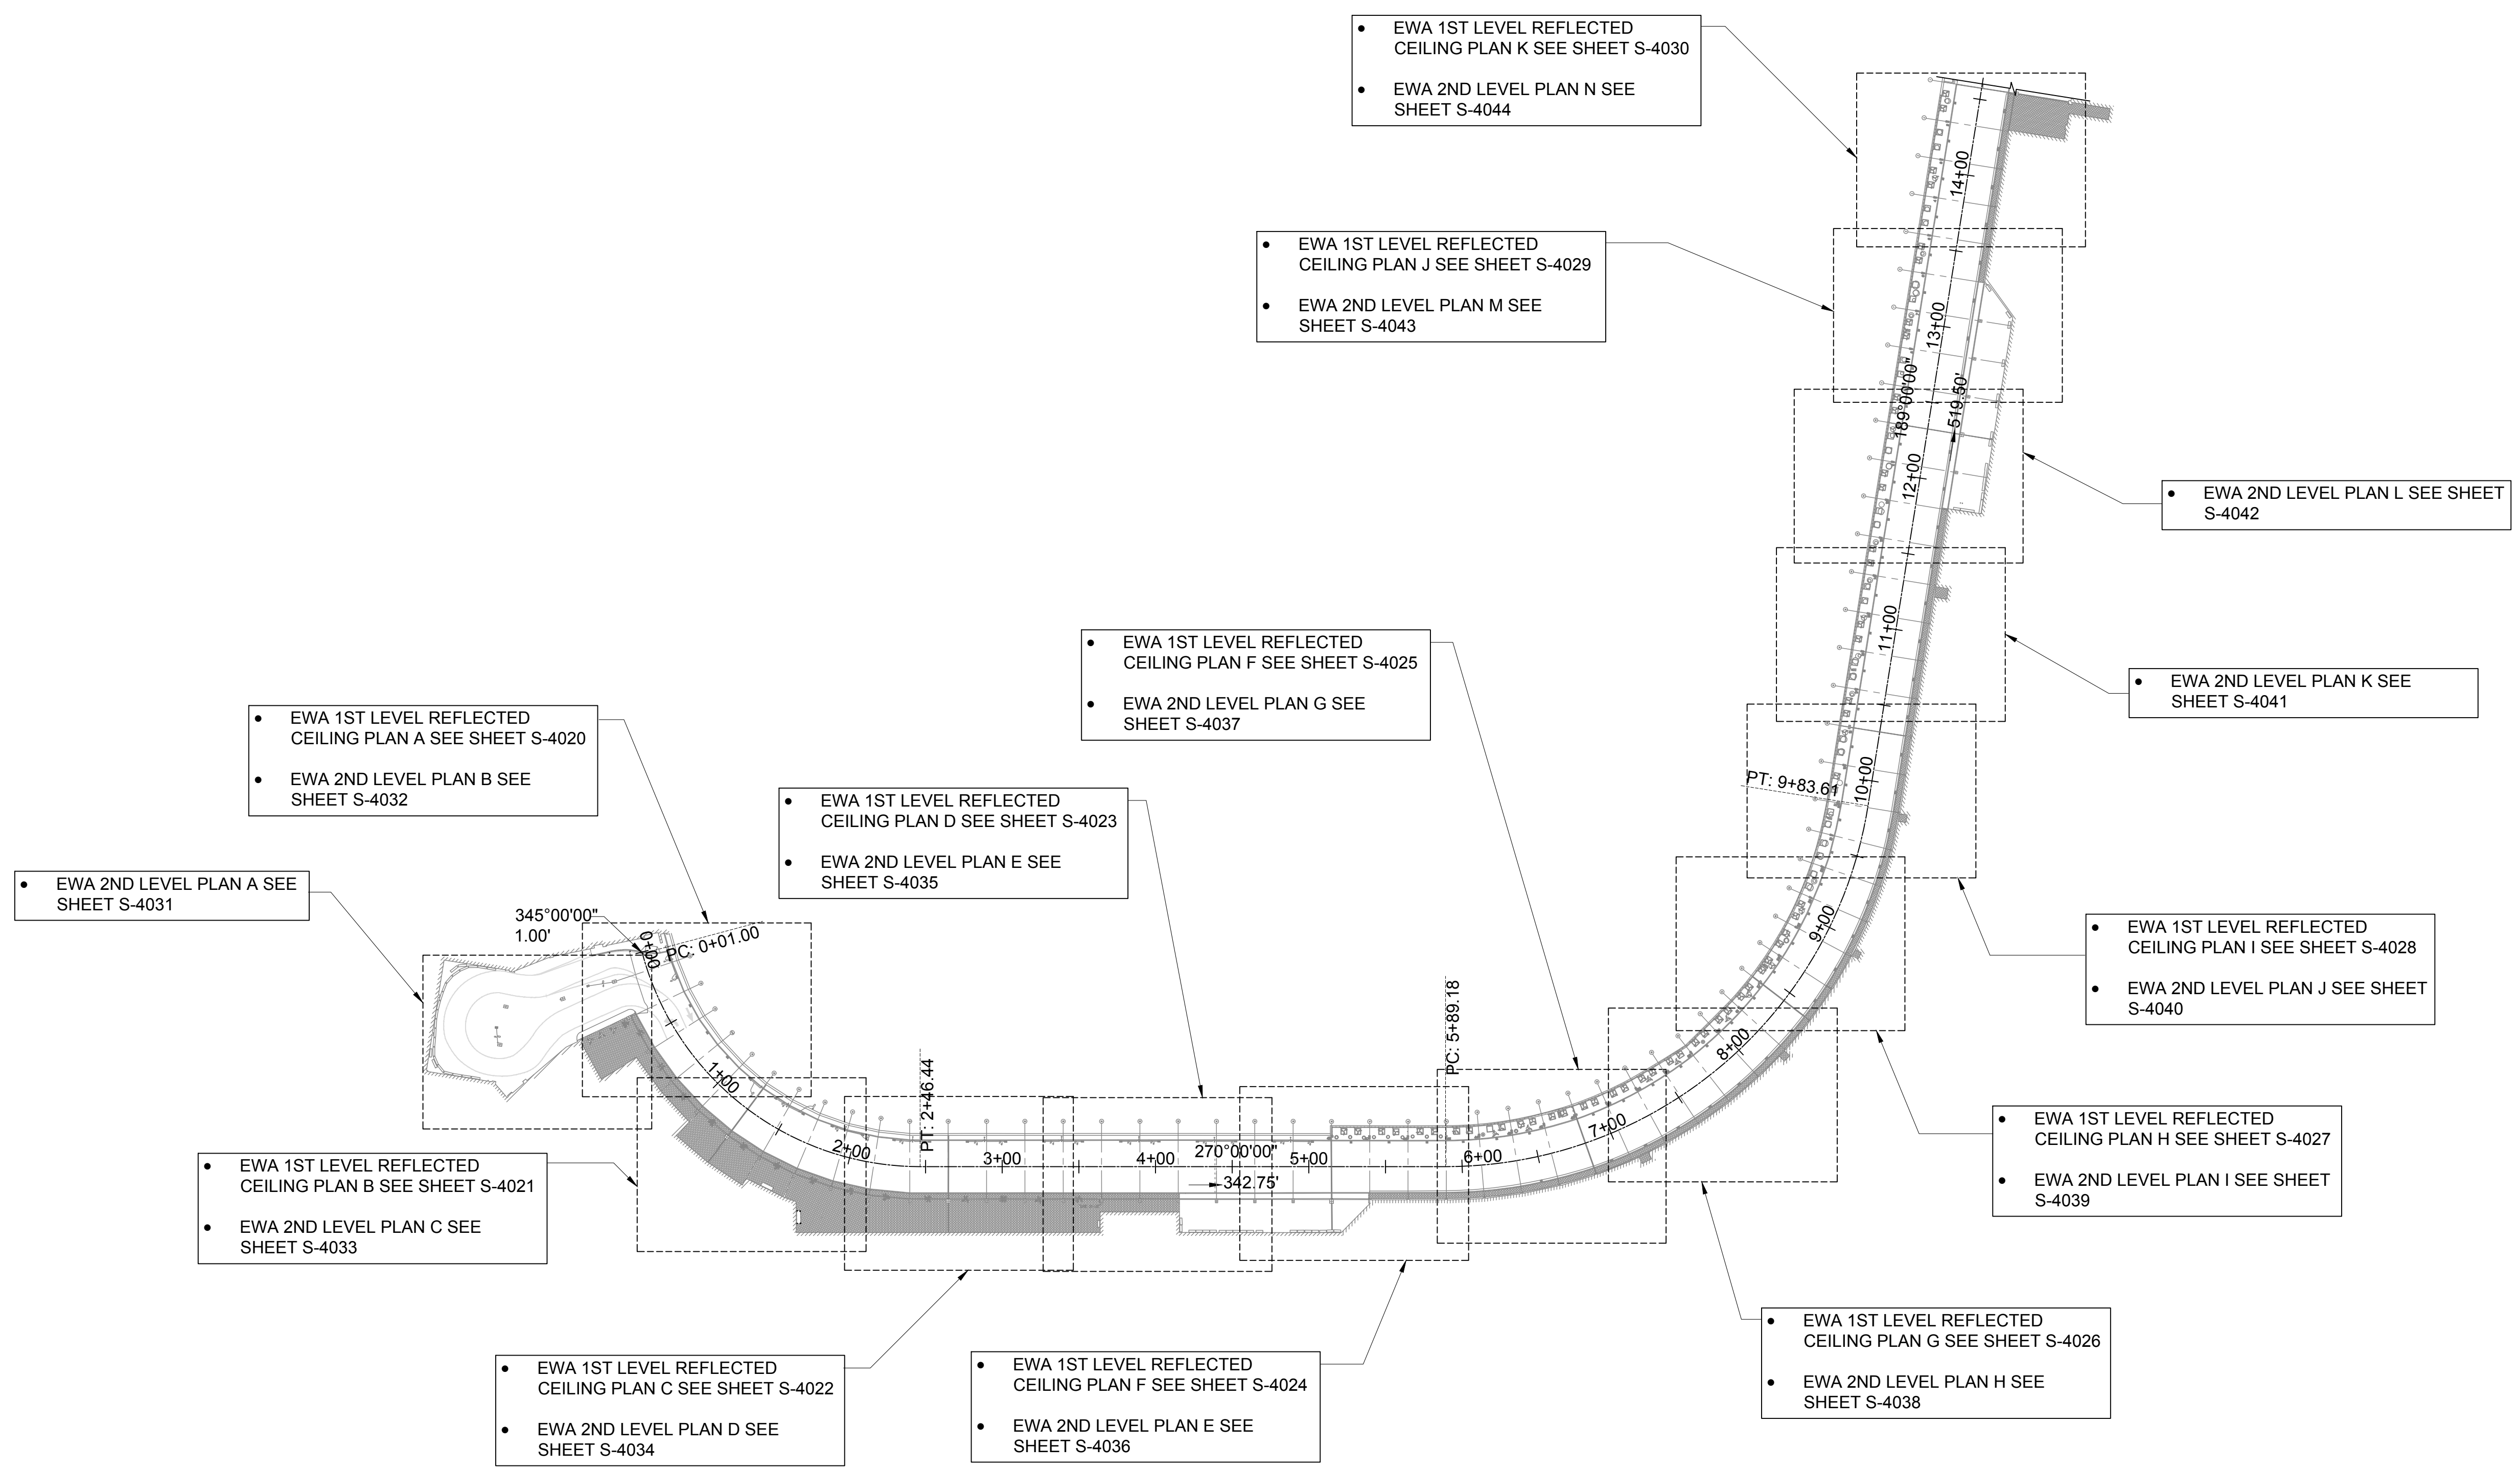 ● EWA 1ST LEVEL REFLECTED
CEILING PLAN K SEE SHEET S-4030
● EWA 2ND LEVEL PLAN N SEE
SHEET S-4044
● EWA 1ST LEVEL REFLECTED
CEILING PLAN J SEE SHEET S-4029
● EWA 2ND LEVEL PLAN M SEE
SHEET S-4043
● EWA 2ND LEVEL PLAN L SEE SHEET
S-4042
● EWA 2ND LEVEL PLAN K SEE
SHEET S-4041
● EWA 1ST LEVEL REFLECTED
CEILING PLAN F SEE SHEET S-4025
● EWA 2ND LEVEL PLAN G SEE
SHEET S-4037
● EWA 1ST LEVEL REFLECTED
CEILING PLAN A SEE SHEET S-4020
● EWA 2ND LEVEL PLAN B SEE
SHEET S-4032
● EWA 1ST LEVEL REFLECTED
CEILING PLAN D SEE SHEET S-4023
● EWA 2ND LEVEL PLAN E SEE
SHEET S-4035
● EWA 2ND LEVEL PLAN A SEE
SHEET S-4031
● EWA 1ST LEVEL REFLECTED
CEILING PLAN I SEE SHEET S-4028
● EWA 2ND LEVEL PLAN J SEE SHEET
S-4040
● EWA 1ST LEVEL REFLECTED
CEILING PLAN H SEE SHEET S-4027
● EWA 2ND LEVEL PLAN I SEE SHEET
S-4039
● EWA 1ST LEVEL REFLECTED
CEILING PLAN B SEE SHEET S-4021
● EWA 2ND LEVEL PLAN C SEE
SHEET S-4033
● EWA 1ST LEVEL REFLECTED
CEILING PLAN G SEE SHEET S-4026
● EWA 2ND LEVEL PLAN H SEE
SHEET S-4038
● EWA 1ST LEVEL REFLECTED
CEILING PLAN C SEE SHEET S-4022
● EWA 2ND LEVEL PLAN D SEE
SHEET S-4034
● EWA 1ST LEVEL REFLECTED
CEILING PLAN F SEE SHEET S-4024
● EWA 2ND LEVEL PLAN E SEE
SHEET S-4036
345°00'00"
1.00'
0+00
PC: 0+01.00
1+00
2+00
PT: 2+46.44
3+00
4+00
270°00'00"
342.75'
5+00
PC: 5+89.18
6+00
7+00
8+00
9+00
PT: 9+83.61
10+00
11+00
12+00
189°00'00"
519.50'
13+00
14+00